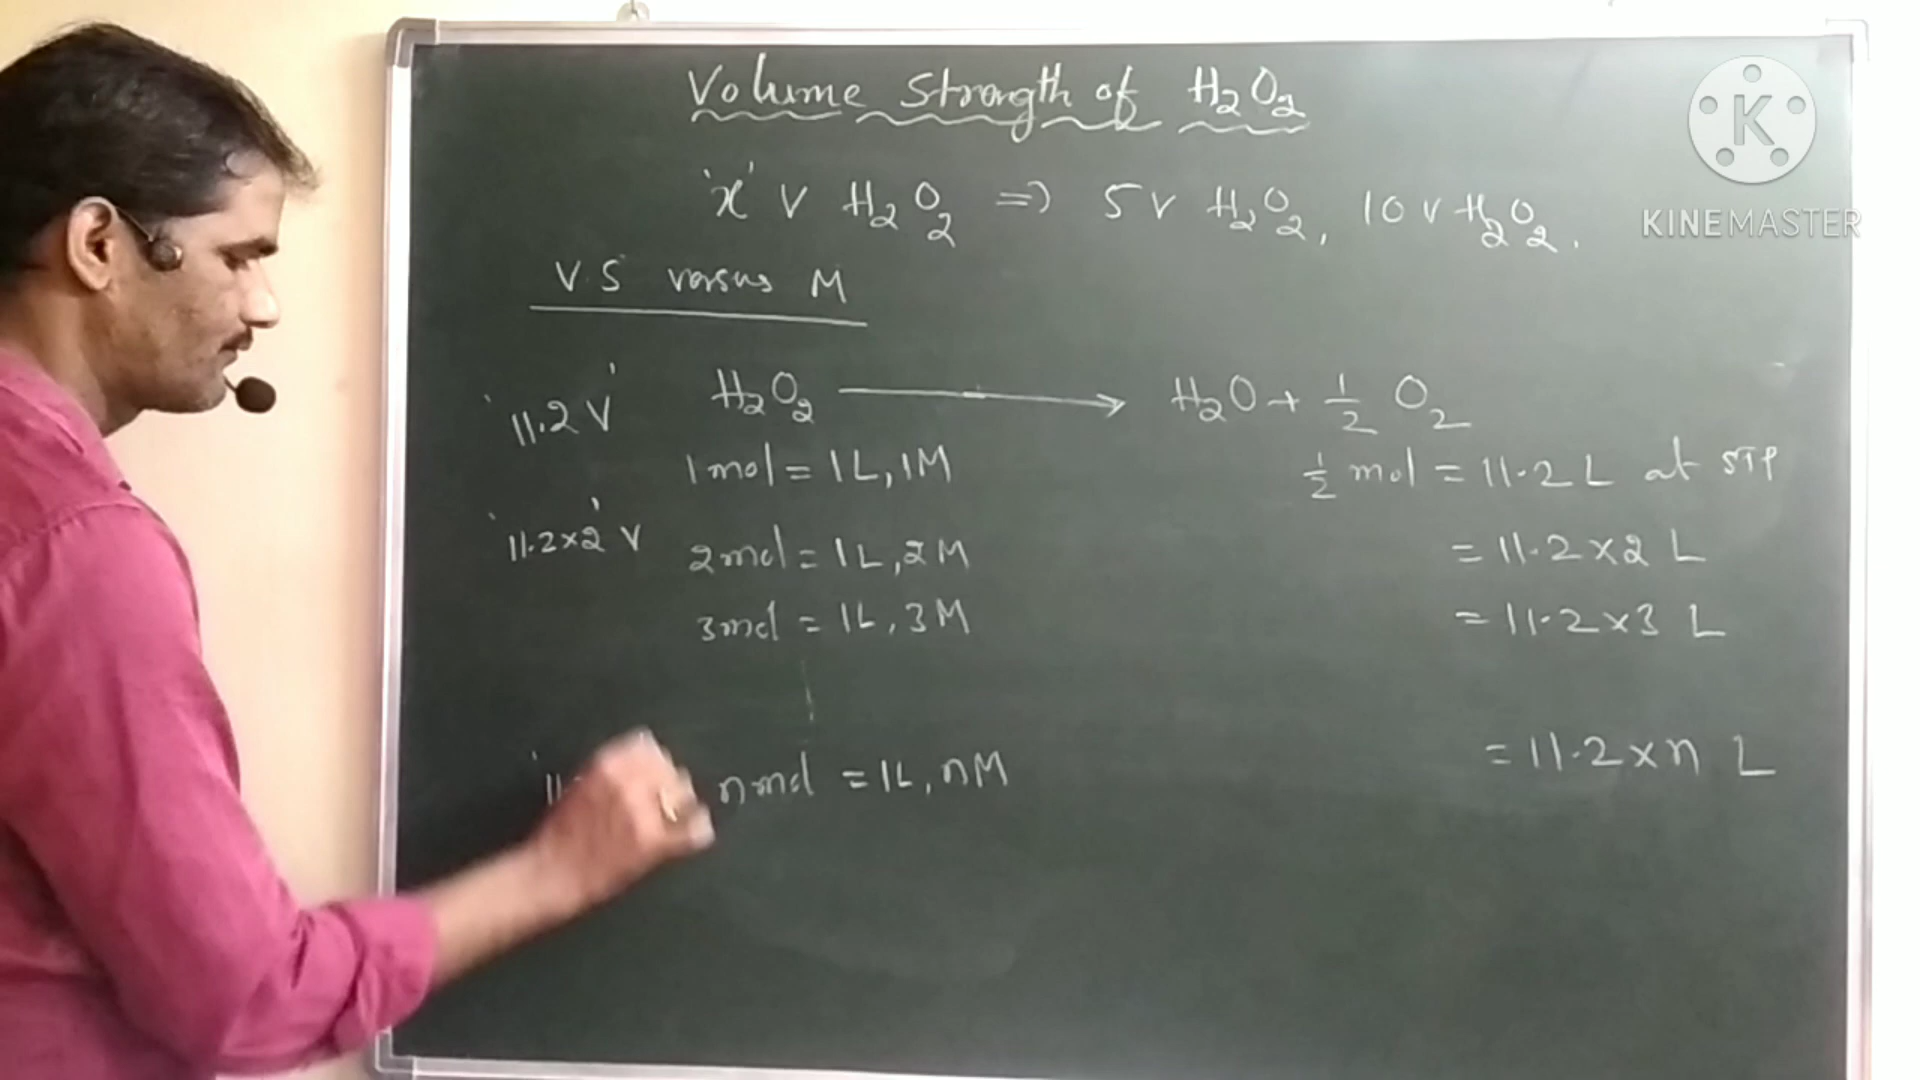 Volume Strength of H2O2
'x' V H2O2 => 5V H2O2, 10V H2O2.
K
KINEMASTER
V.S versus M
'11.2 V' H2O2 ⟶ H2O + 1/2 O2
1 mol = 1L, 1M 1/2 mol = 11.2 L at STP
'11.2×2' V 2 mol = 1L, 2M = 11.2×2 L
3 mol = 1L, 3M = 11.2×3 L
n mol = 1L, nM = 11.2×n L